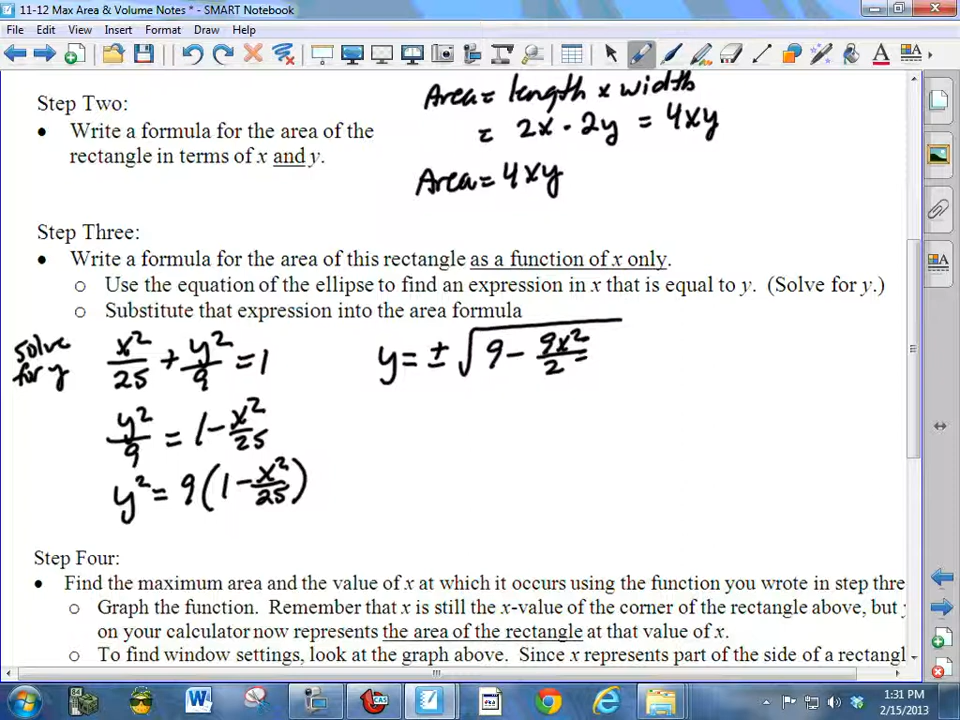 11-12 Max Area & Volume Notes * - SMART Notebook
File Edit View Insert Format Draw Help
Area = length x width
= 2x · 2y = 4xy
Area = 4xy
Step Two:
• Write a formula for the area of the
rectangle in terms of x and y.
Step Three:
• Write a formula for the area of this rectangle as a function of x only.
o Use the equation of the ellipse to find an expression in x that is equal to y. (Solve for y.)
o Substitute that expression into the area formula
solve
for y
x²/25 + y²/9 = 1
y²/9 = 1 - x²/25
y² = 9(1 - x²/25)
y = ± √(9 - 9x²/2=
Step Four:
• Find the maximum area and the value of x at which it occurs using the function you wrote in step thre
o Graph the function. Remember that x is still the x-value of the corner of the rectangle above, but y
on your calculator now represents the area of the rectangle at that value of x.
o To find window settings, look at the graph above. Since x represents part of the side of a rectangl
1:31 PM
2/15/2013